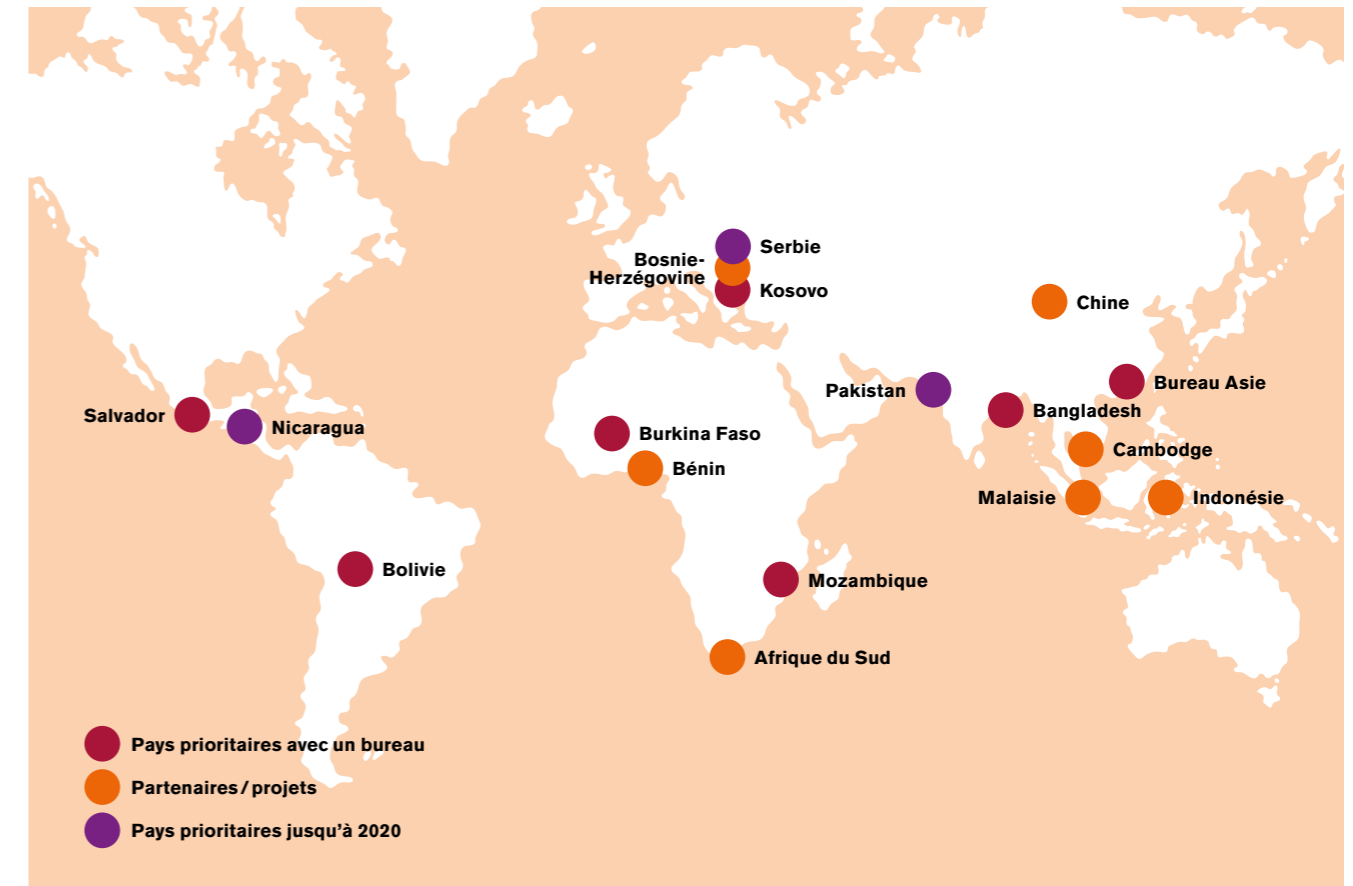 Serbie
Bosnie-
Herzégovine
Kosovo
Chine
Pakistan
Bureau Asie
Bangladesh
Salvador
Nicaragua
Burkina Faso
Cambodge
Bénin
Malaisie
Indonésie
Bolivie
Mozambique
Afrique du Sud
Pays prioritaires avec un bureau
Partenaires / projets
Pays prioritaires jusqu’à 2020